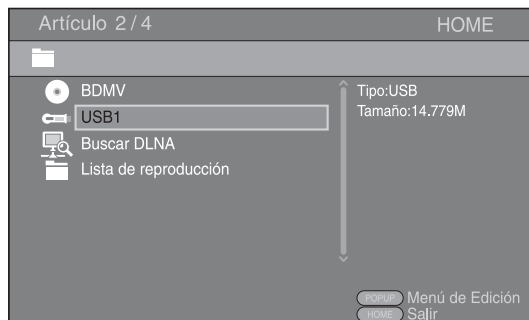 Artículo 2/4 HOME
BDMV
USB1
Buscar DLNA
Lista de reproducción
Tipo:USB
Tamaño:14.779M
POPUP Menú de Edición
HOME Salir